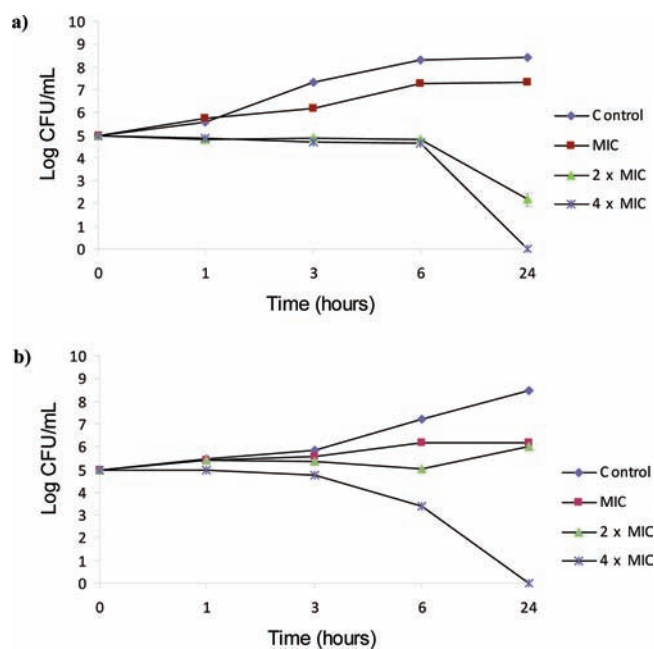 a)
10
9
8
7
6
5
4
3
2
1
0
Log CFU/mL
0 1 3 6 24
Time (hours)
Control
MIC
2 x MIC
4 x MIC
b)
10
9
8
7
6
5
4
3
2
1
0
Log CFU/mL
0 1 3 6 24
Time (hours)
Control
MIC
2 x MIC
4 x MIC